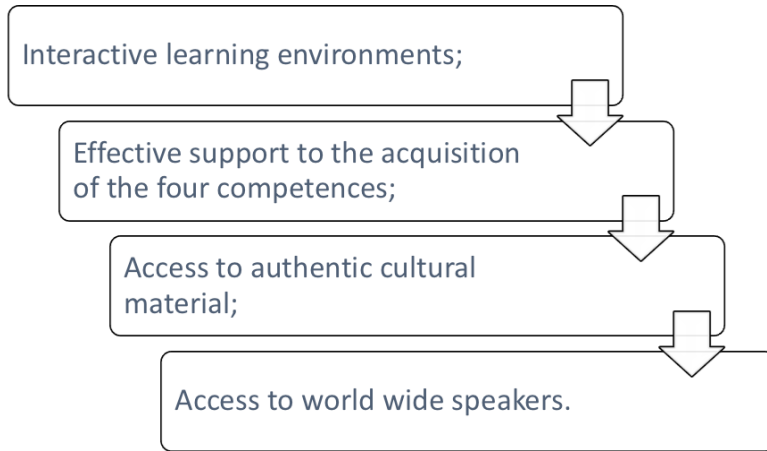 Interactive learning environments;
Effective support to the acquisition
of the four competences;
Access to authentic cultural
material;
Access to world wide speakers.